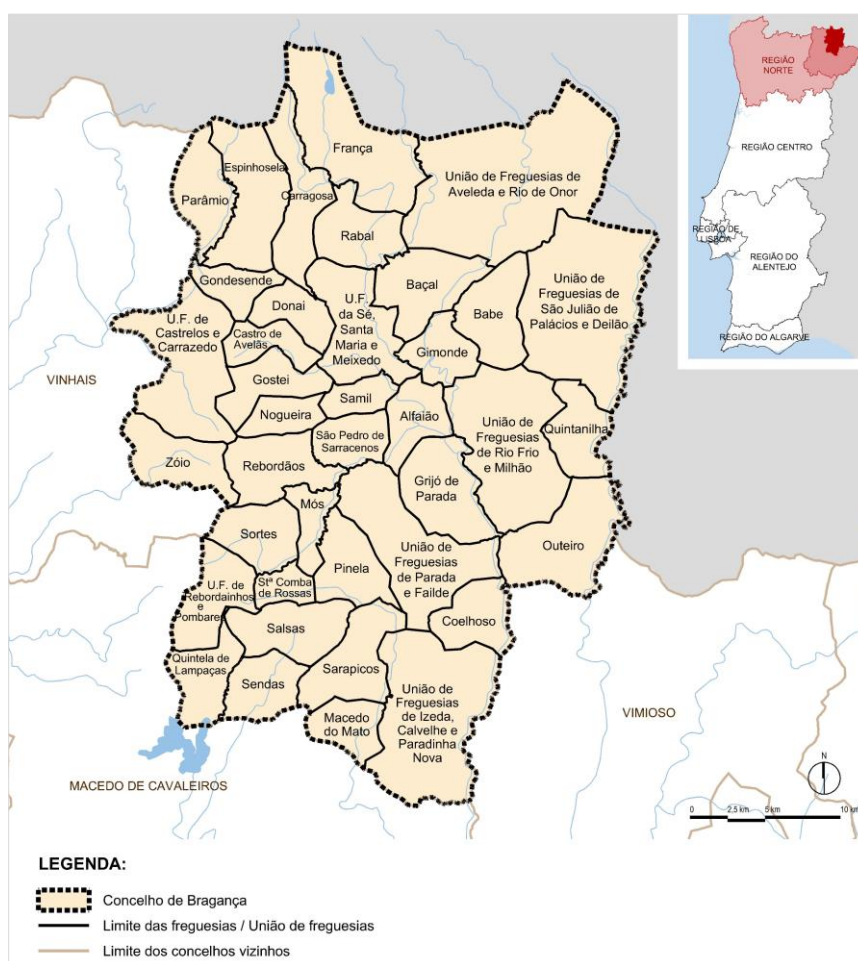 REGIÃO
NORTE
REGIÃO CENTRO
REGIÃO DE
LISBOA
REGIÃO DO
ALENTEJO
REGIÃO DO ALGARVE
França
Espinhosela
Carragosa
Parâmio
União de Freguesias de
Aveleda e Rio de Onor
Rabal
Gondesende
Baçal
União de
Freguesias de
São Julião de
Palácios e Deilão
Donai
U.F.
da Sé,
Santa
Maria e
Meixedo
Babe
U.F. de
Castrelos e
Carrazedo
Castro de
Avelãs
Gimonde
VINHAIS
Gostei
Samil
Alfaião
Nogueira
União de
Freguesias
de Rio Frio
e Milhão
Quintanilha
São Pedro de
Sarracenos
Zóio
Rebordãos
Grijó de
Parada
Mós
Sortes
Outeiro
Pinela
União de
Freguesias
de Parada
e Failde
U.F. de
Rebordainhos
e
Pombares
Stª Comba
de Rossas
Coelhoso
Salsas
Quintela de
Lampaças
Sarapicos
Sendas
União de
Freguesias
de Izeda,
Calvelhe e
Paradinha
Nova
Macedo
do Mato
VIMIOSO
MACEDO DE CAVALEIROS
N
0 2,5 km 5 km 10 km
LEGENDA:
Concelho de Bragança
Limite das freguesias / União de freguesias
Limite dos concelhos vizinhos